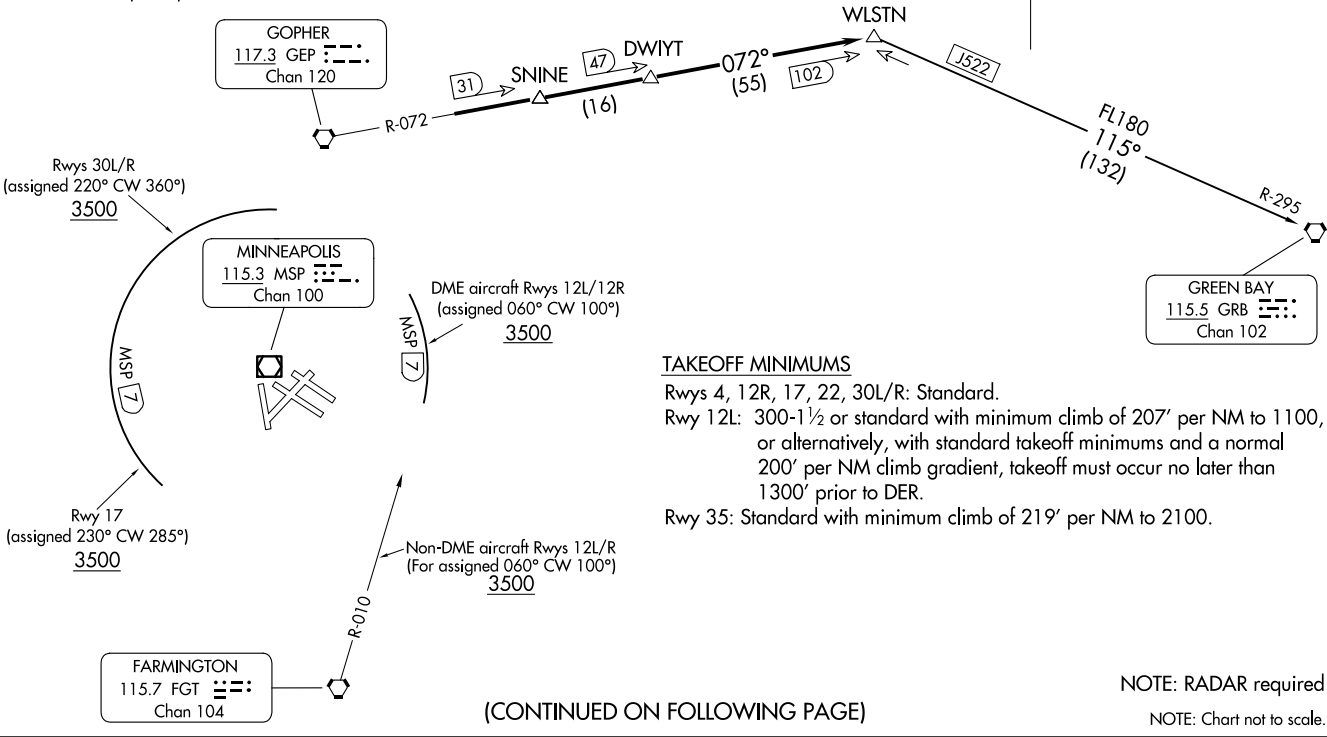 GOPHER
117.3 GEP
Chan 120
R-072
31
SNINE
(16)
47
DWIYT
072°
(55)
102
WLSTN
J522
FL180
115°
(132)
R-295
GREEN BAY
115.5 GRB
Chan 102
Rwys 30L/R
(assigned 220° CW 360°)
3500
MINNEAPOLIS
115.3 MSP
Chan 100
MSP 7
DME aircraft Rwys 12L/12R
(assigned 060° CW 100°)
3500
MSP 7
Rwy 17
(assigned 230° CW 285°)
3500
TAKEOFF MINIMUMS
Rwys 4, 12R, 17, 22, 30L/R: Standard.
Rwy 12L: 300-1½ or standard with minimum climb of 207' per NM to 1100,
or alternatively, with standard takeoff minimums and a normal
200' per NM climb gradient, takeoff must occur no later than
1300' prior to DER.
Rwy 35: Standard with minimum climb of 219' per NM to 2100.
Non-DME aircraft Rwys 12L/R
(For assigned 060° CW 100°)
3500
R-010
FARMINGTON
115.7 FGT
Chan 104
(CONTINUED ON FOLLOWING PAGE)
NOTE: RADAR required
NOTE: Chart not to scale.